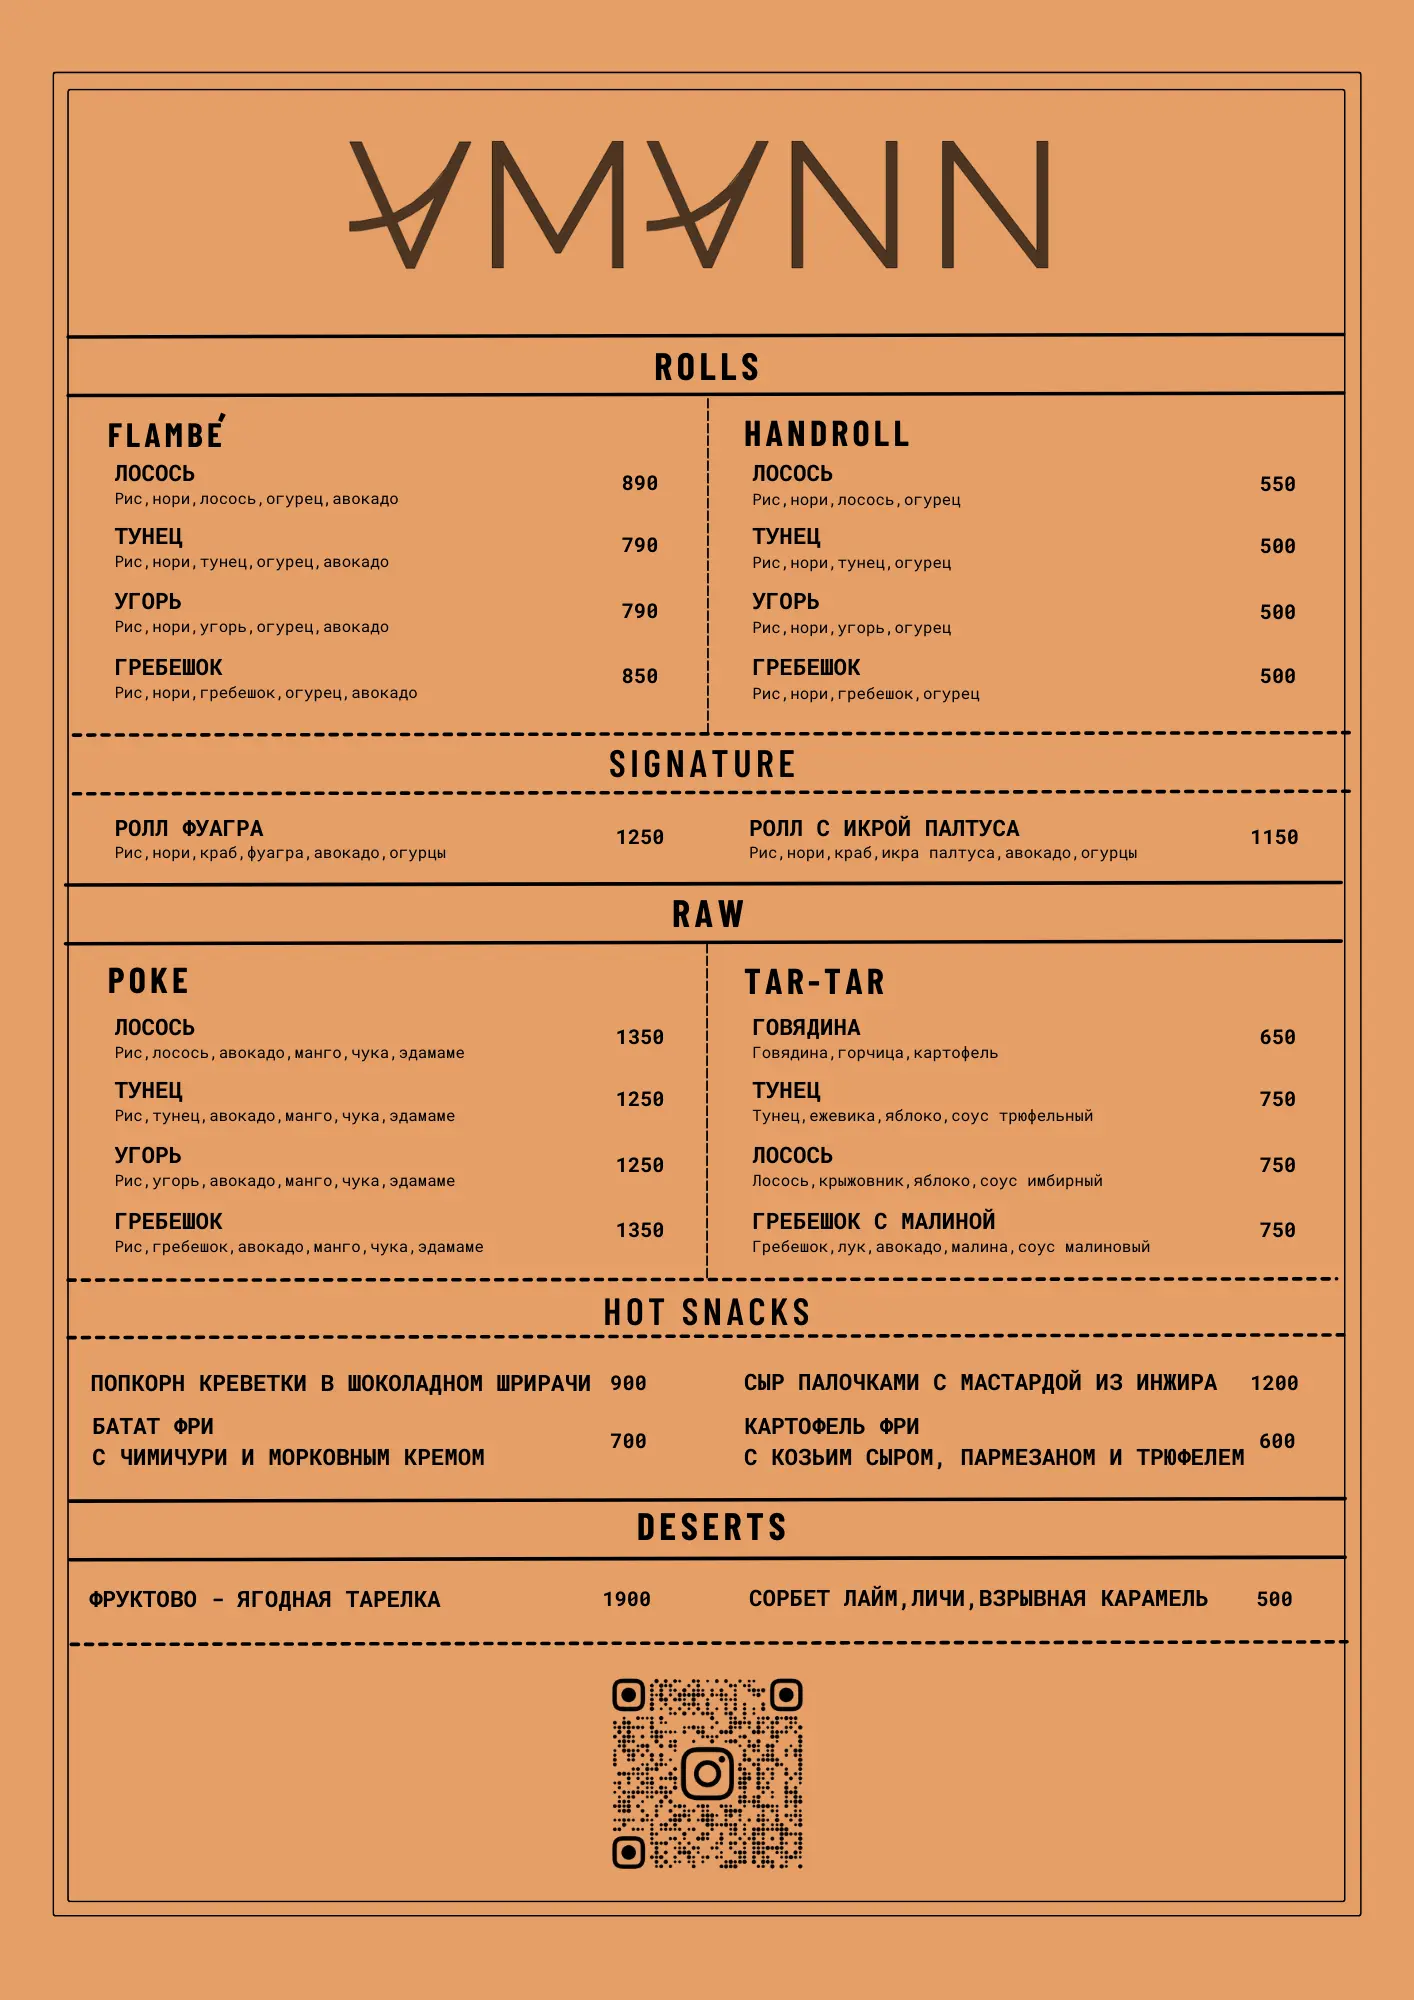 AMANN
ROLLS
FLAMBÉ
ЛОСОСЬ 890
Рис,нори,лосось,огурец,авокадо
ТУНЕЦ 790
Рис,нори,тунец,огурец,авокадо
УГОРЬ 790
Рис,нори,угорь,огурец,авокадо
ГРЕБЕШОК 850
Рис,нори,гребешок,огурец,авокадо
HANDROLL
ЛОСОСЬ 550
Рис,нори,лосось,огурец
ТУНЕЦ 500
Рис,нори,тунец,огурец
УГОРЬ 500
Рис,нори,угорь,огурец
ГРЕБЕШОК 500
Рис,нори,гребешок,огурец
SIGNATURE
РОЛЛ ФУАГРА 1250
Рис,нори,краб,фуагра,авокадо,огурцы
РОЛЛ С ИКРОЙ ПАЛТУСА 1150
Рис,нори,краб,икра палтуса,авокадо,огурцы
RAW
POKE
ЛОСОСЬ 1350
Рис,лосось,авокадо,манго,чука,эдамаме
ТУНЕЦ 1250
Рис,тунец,авокадо,манго,чука,эдамаме
УГОРЬ 1250
Рис,угорь,авокадо,манго,чука,эдамаме
ГРЕБЕШОК 1350
Рис,гребешок,авокадо,манго,чука,эдамаме
TAR-TAR
ГОВЯДИНА 650
Говядина,горчица,картофель
ТУНЕЦ 750
Тунец,ежевика,яблоко,соус трюфельный
ЛОСОСЬ 750
Лосось,крыжовник,яблоко,соус имбирный
ГРЕБЕШОК С МАЛИНОЙ 750
Гребешок,лук,авокадо,малина,соус малиновый
HOT SNACKS
ПОПКОРН КРЕВЕТКИ В ШОКОЛАДНОМ ШРИРАЧИ 900
БАТАТ ФРИ
С ЧИМИЧУРИ И МОРКОВНЫМ КРЕМОМ 700
СЫР ПАЛОЧКАМИ С МАСТАРДОЙ ИЗ ИНЖИРА 1200
КАРТОФЕЛЬ ФРИ
С КОЗЬИМ СЫРОМ, ПАРМЕЗАНОМ И ТРЮФЕЛЕМ 600
DESERTS
ФРУКТОВО - ЯГОДНАЯ ТАРЕЛКА 1900
СОРБЕТ ЛАЙМ,ЛИЧИ,ВЗРЫВНАЯ КАРАМЕЛЬ 500